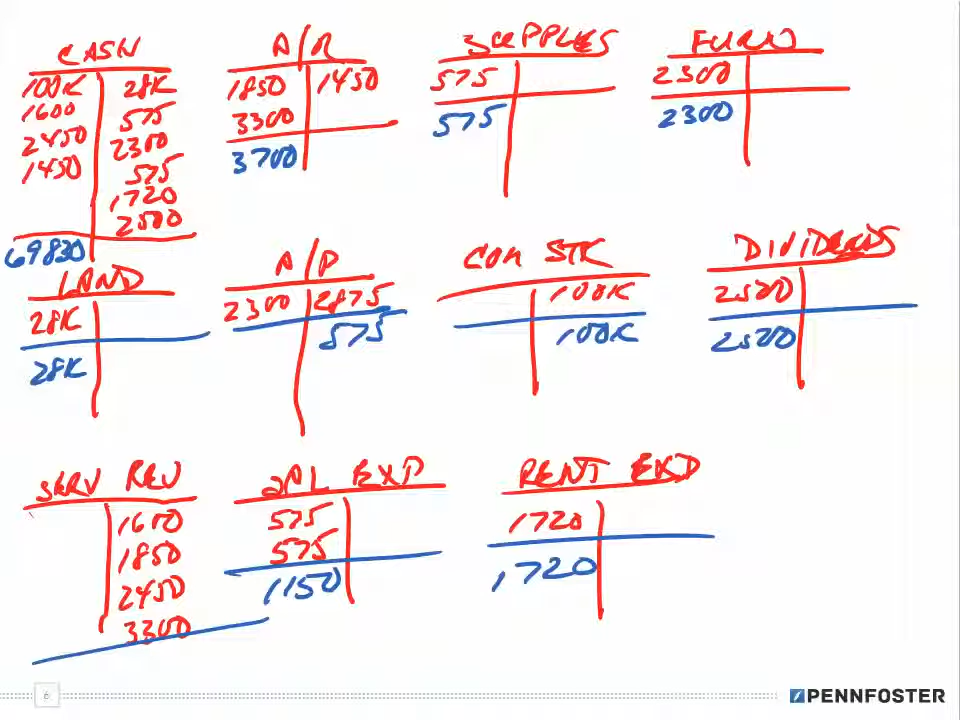 CASH
100K 28K
1600 575
2450 2300
1450 575
1720
2500
69830
A/R
1850 1450
3300
3700
SUPPLIES
575
575
FURN
2300
2300
LAND
28K
28K
A/P
2300 2875
575
COM STK
100K
100K
DIVIDENDS
2500
2500
SERV REV
1600
1850
2450
3300
SAL EXP
575
575
1150
RENT EXP
1720
1720
6
PENNFOSTER